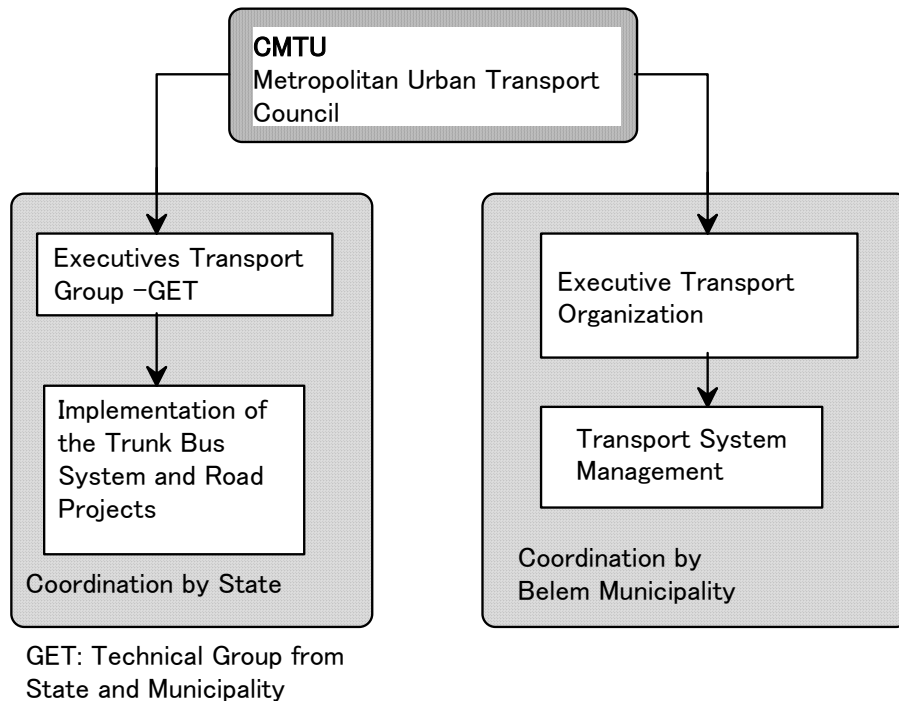 CMTU
Metropolitan Urban Transport
Council
Executives Transport
Group -GET
Implementation of
the Trunk Bus
System and Road
Projects
Coordination by State
GET: Technical Group from
State and Municipality
Executive Transport
Organization
Transport System
Management
Coordination by
Belem Municipality